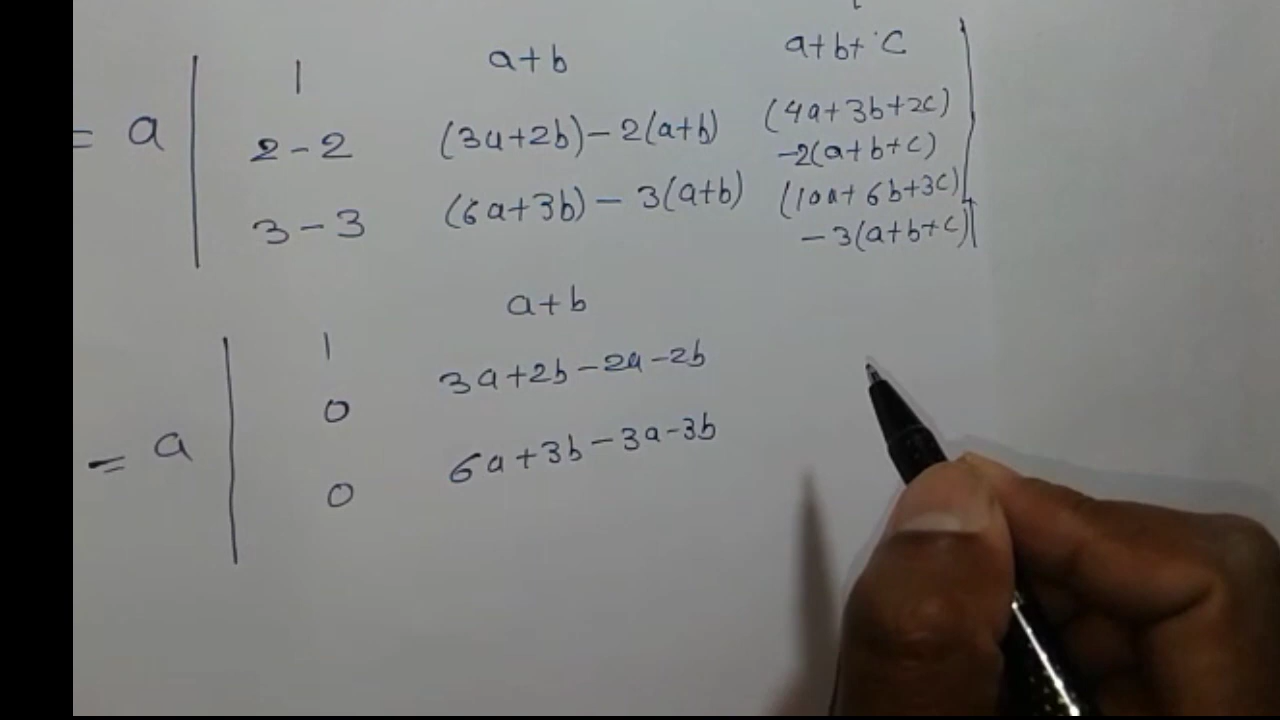 1 a+b a+b+c
= a 2-2 (3a+2b)-2(a+b) (4a+3b+2c)
-2(a+b+c)
3-3 (6a+3b)-3(a+b) (10a+6b+3c)
-3(a+b+c)
1 a+b
0 3a+2b-2a-2b
= a
0 6a+3b-3a-3b